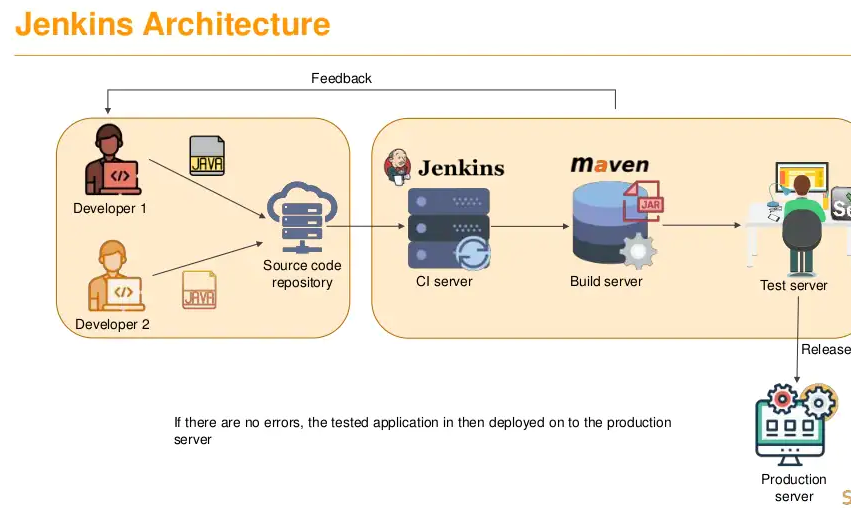 Jenkins Architecture
Feedback
JAVA
Developer 1
Source code
repository
JAVA
Developer 2
Jenkins
CI server
maven
JAR
Build server
Se
Test server
Release
If there are no errors, the tested application in then deployed on to the production
server
Production
server
S